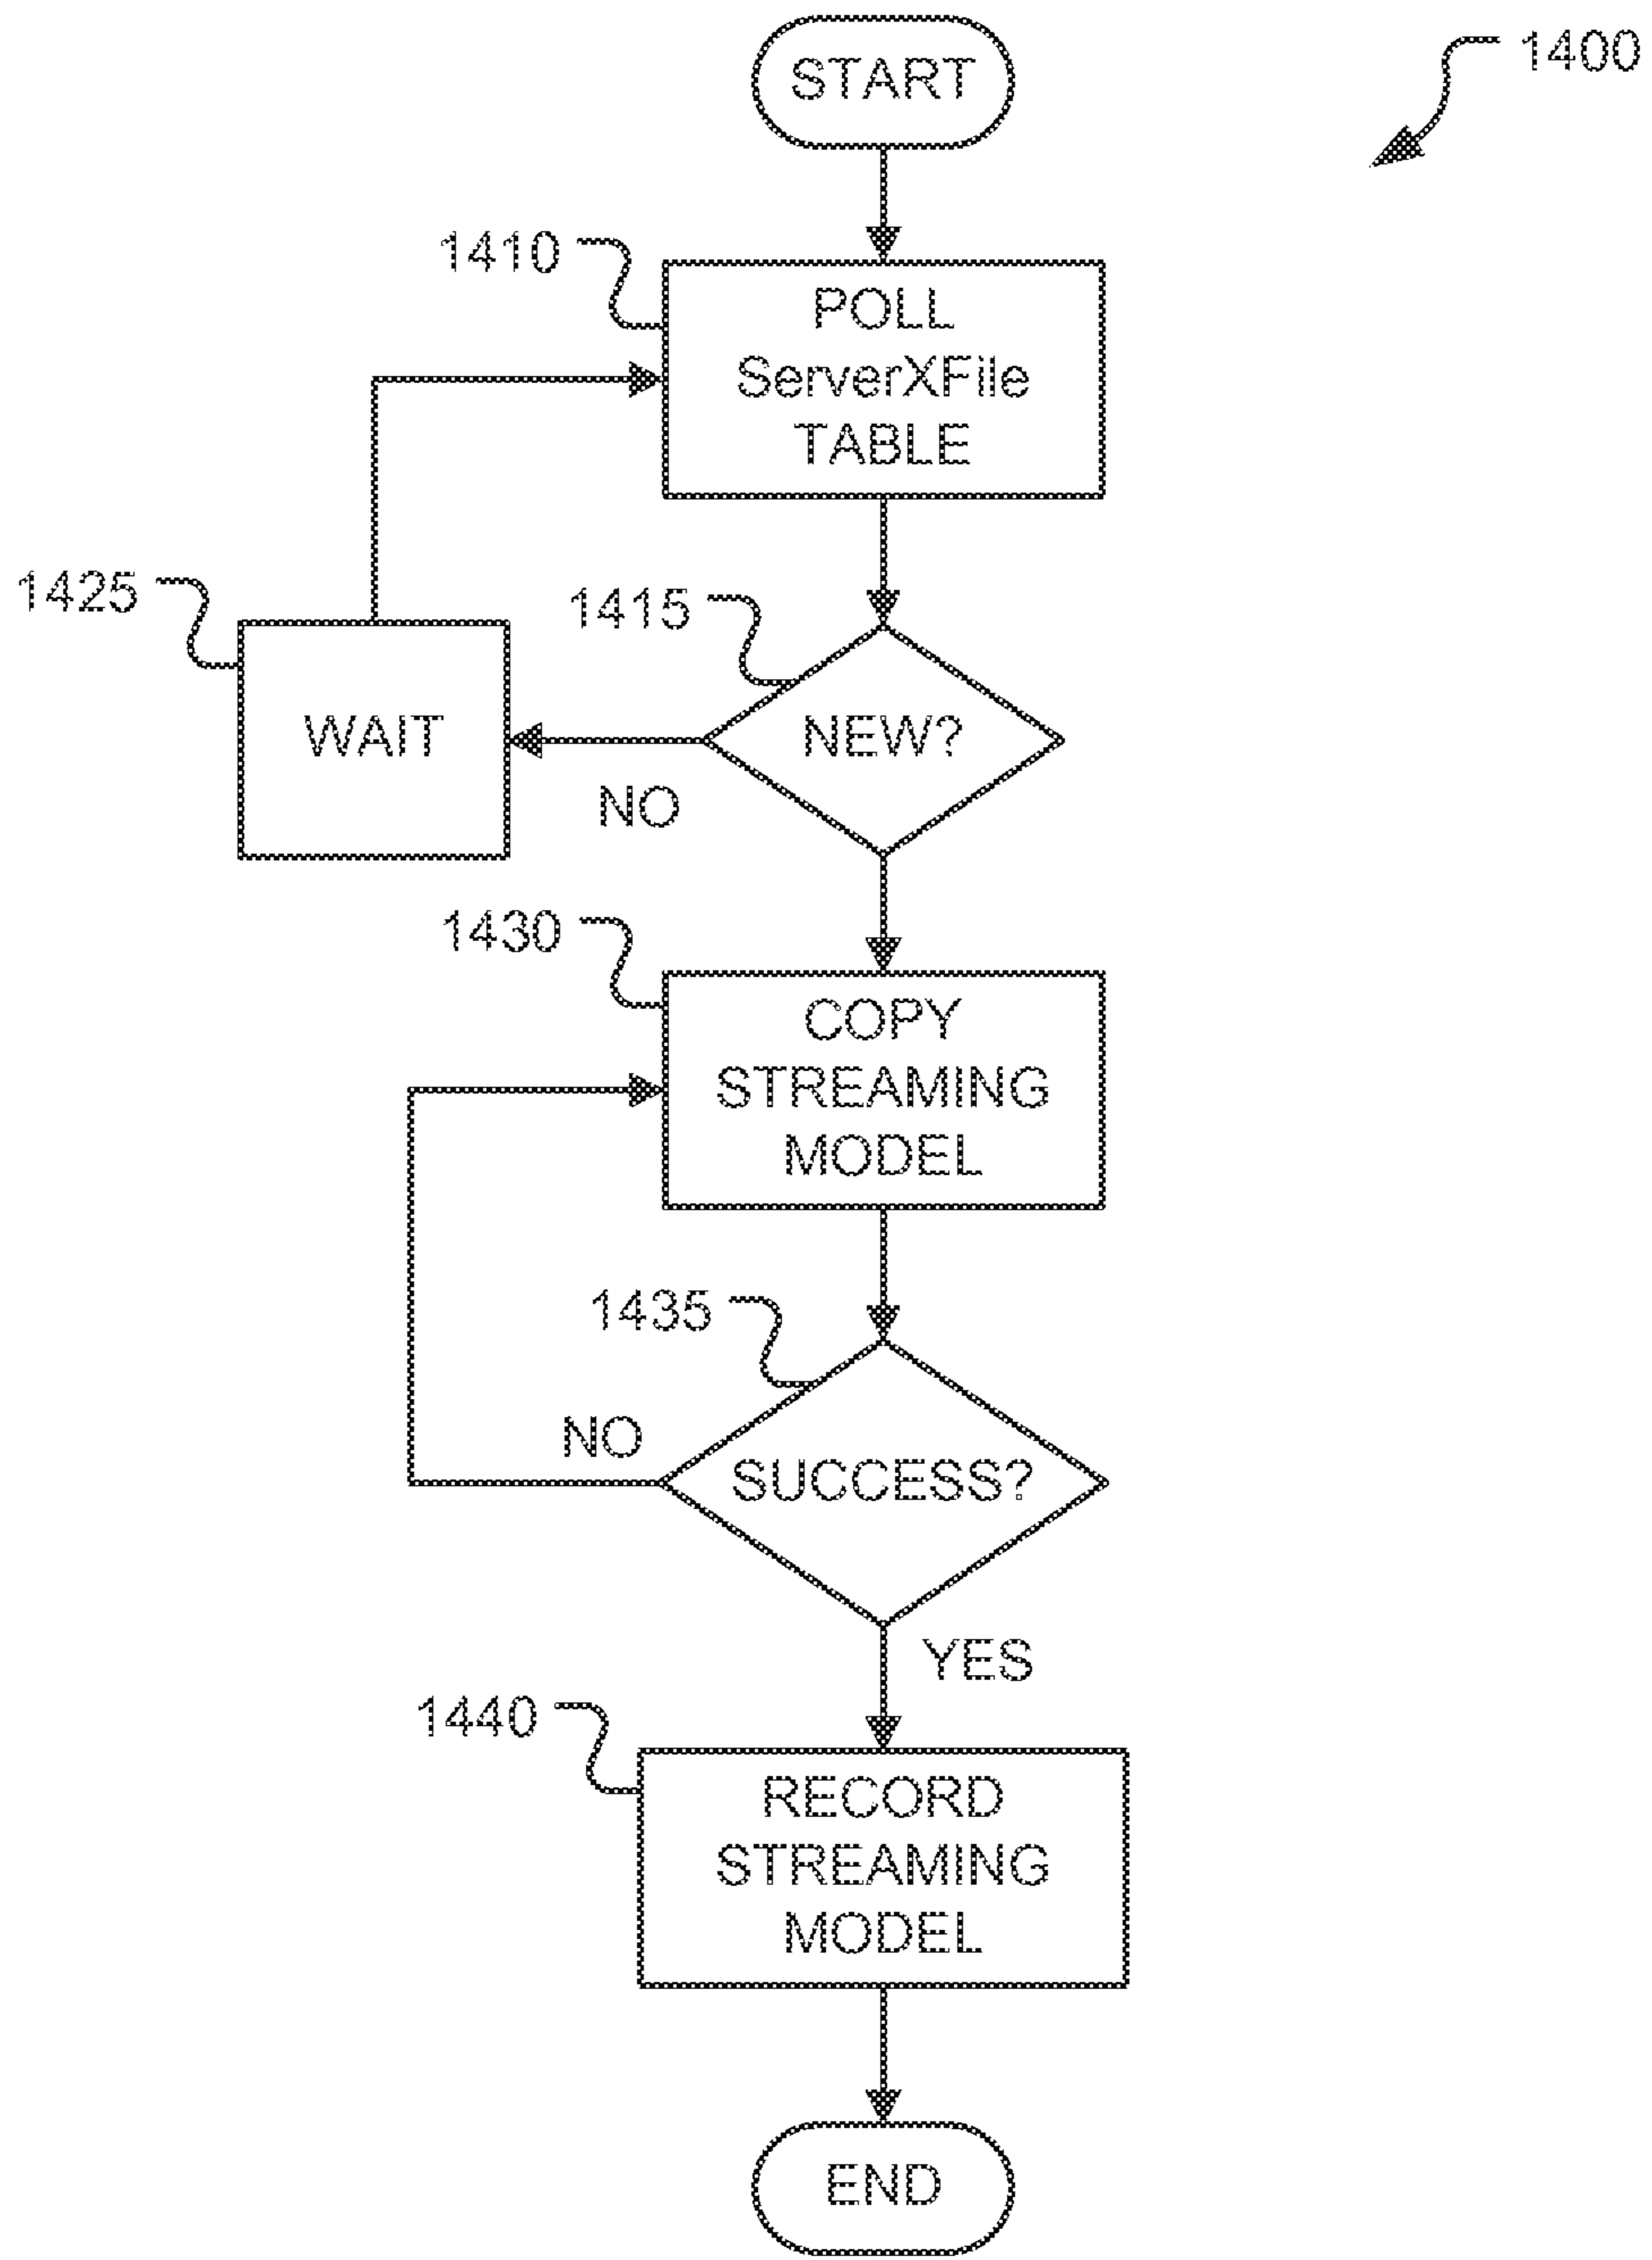 START
1400
1410
POLL
ServerXFile
TABLE
1425
1415
WAIT
NEW?
NO
1430
COPY
STREAMING
MODEL
1435
NO
SUCCESS?
YES
1440
RECORD
STREAMING
MODEL
END